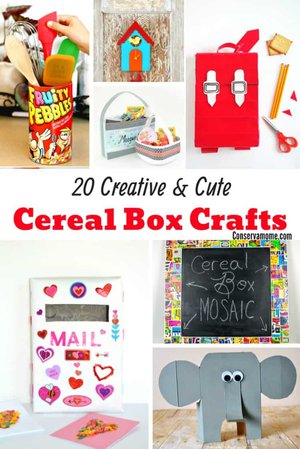 FRUITY
PEBBLES
20 Creative & Cute
Cereal Box Crafts
Conservamome.com
MAIL
Cereal
Box
MOSAIC